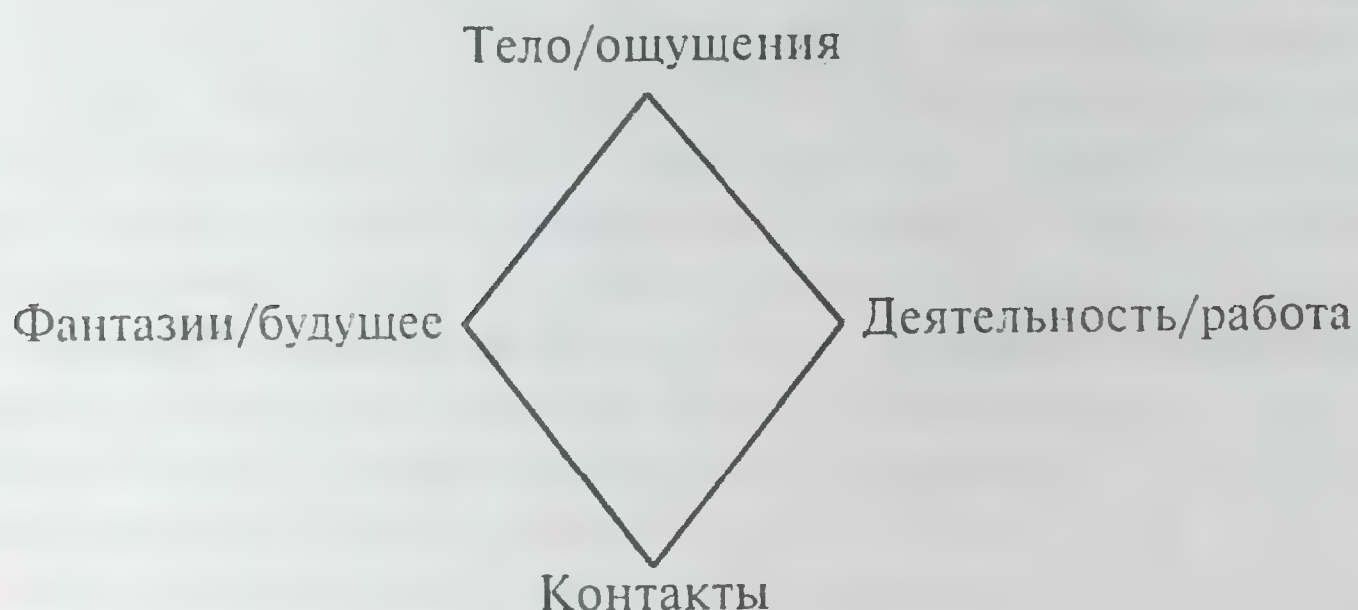 Тело/ощущения
Фантазии/будущее
Деятельность/работа
Контакты